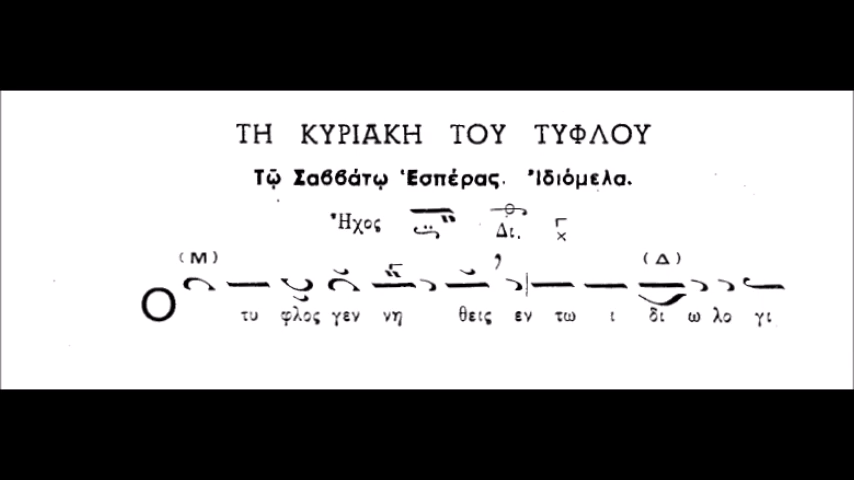 ΤΗ ΚΥΡΙΑΚΗ ΤΟΥ ΤΥΦΛΟΥ
Τῷ Σαββάτῳ Ἑσπέρας. Ἰδιόμελα.
Ἦχος Δι.
(Μ) (Δ)
Ο τυ φλος γεν νη θεις εν τω ι δι ω λο γι